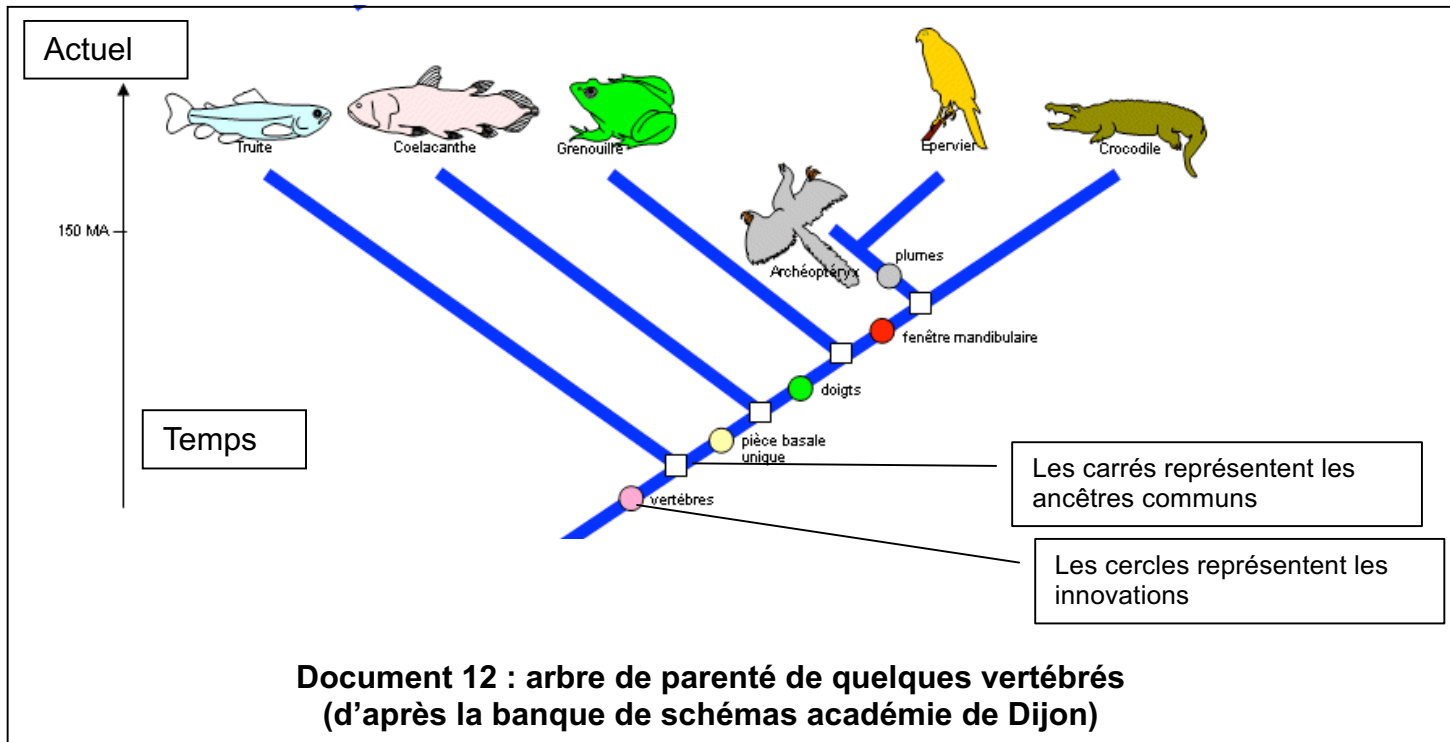 Actuel
Truite
Coelacanthe
Grenouille
Epervier
Crocodile
150 MA
Archéoptéryx
plumes
fenêtre mandibulaire
doigts
Temps
pièce basale
unique
vertébres
Les carrés représentent les
ancêtres communs
Les cercles représentent les
innovations
Document 12 : arbre de parenté de quelques vertébrés
(d’après la banque de schémas académie de Dijon)